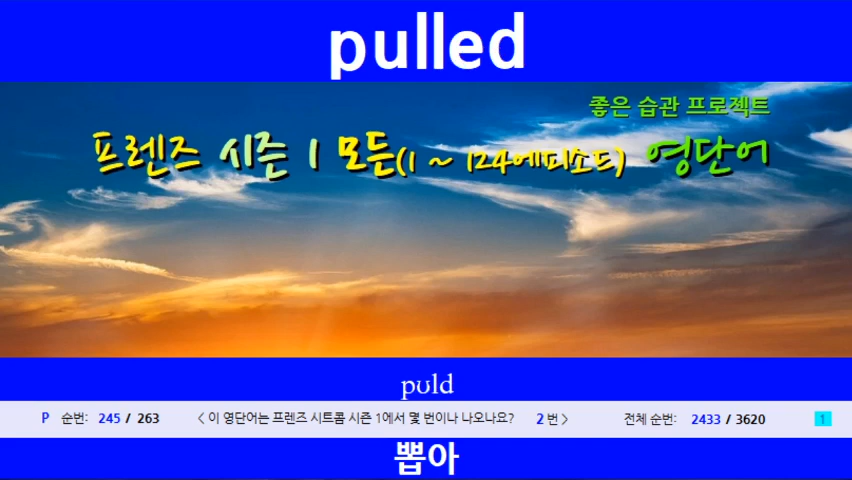 pulled
좋은 습관 프로젝트
프렌즈 시즌 1 모든(1 ~ 124에피소드) 영단어
pʊld
P 순번: 245 / 263 < 이 영단어는 프렌즈 시트콤 시즌 1에서 몇 번이나 나오나요? 2 번 > 전체 순번: 2433 / 3620 1
뽑아